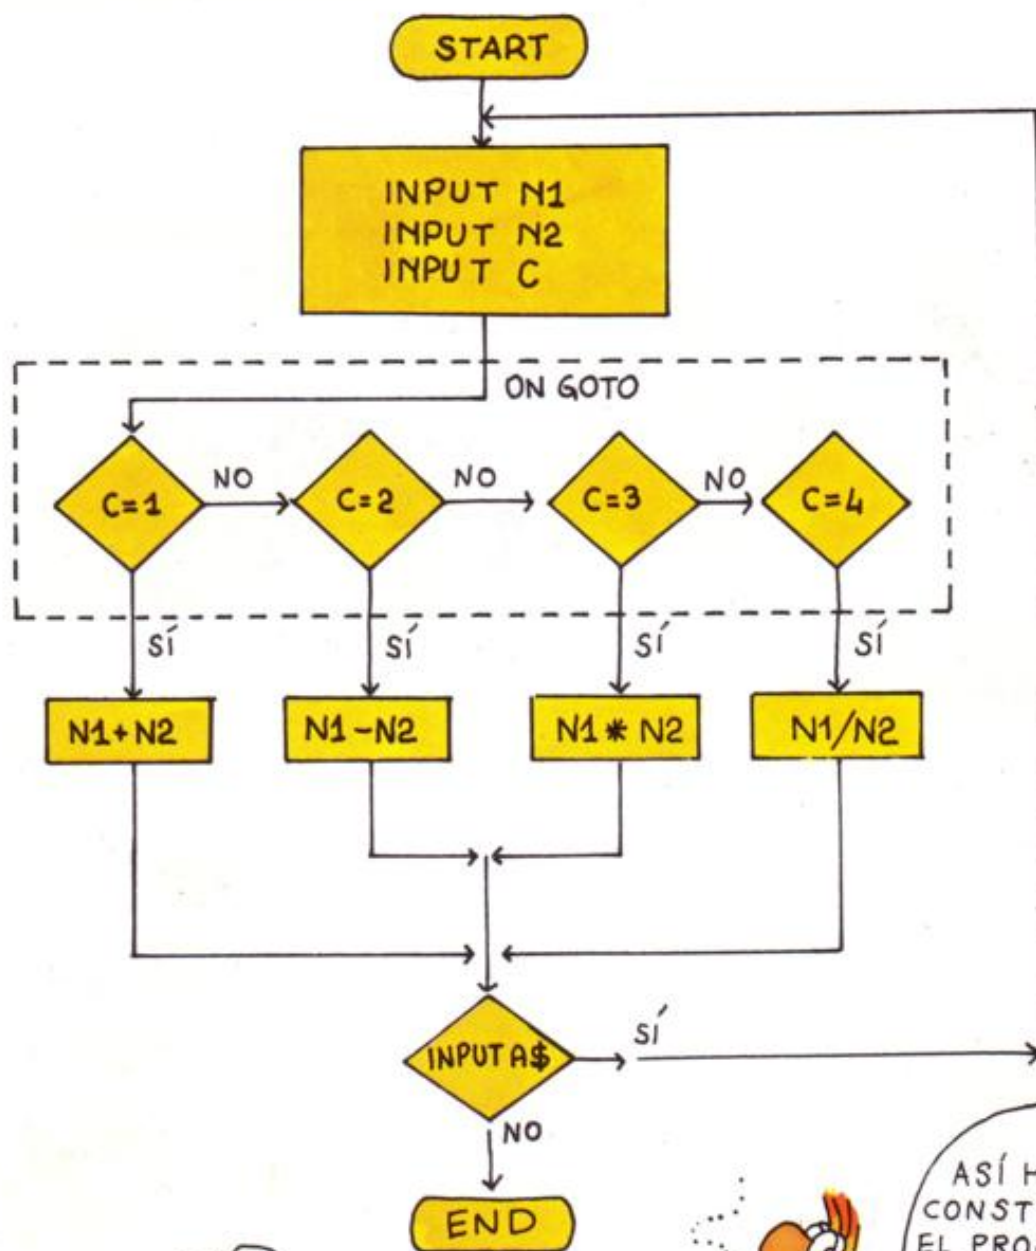 START
INPUT N1
INPUT N2
INPUT C
ON GOTO
C=1
NO
C=2
NO
C=3
NO
C=4
SÍ
SÍ
SÍ
SÍ
N1+N2
N1-N2
N1 * N2
N1/N2
INPUT A$
SÍ
NO
END
ASÍ
CONST
EL PRO